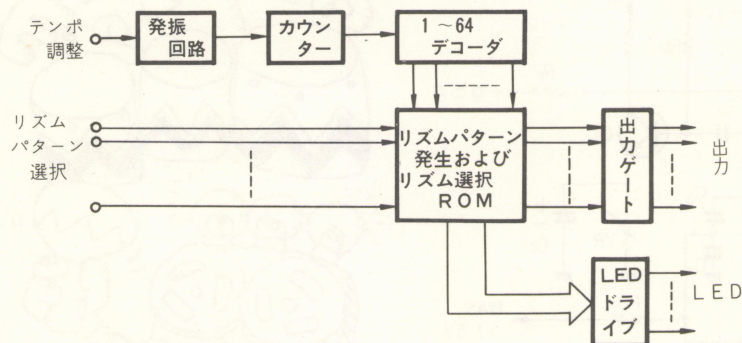 テンポ
調整
発振
回路
カウン
ター
1~64
デコーダ
リズム
パターン
選択
リズムパターン
発生および
リズム選択
ROM
出力ゲート
出力
LED
ドラ
イブ
LED